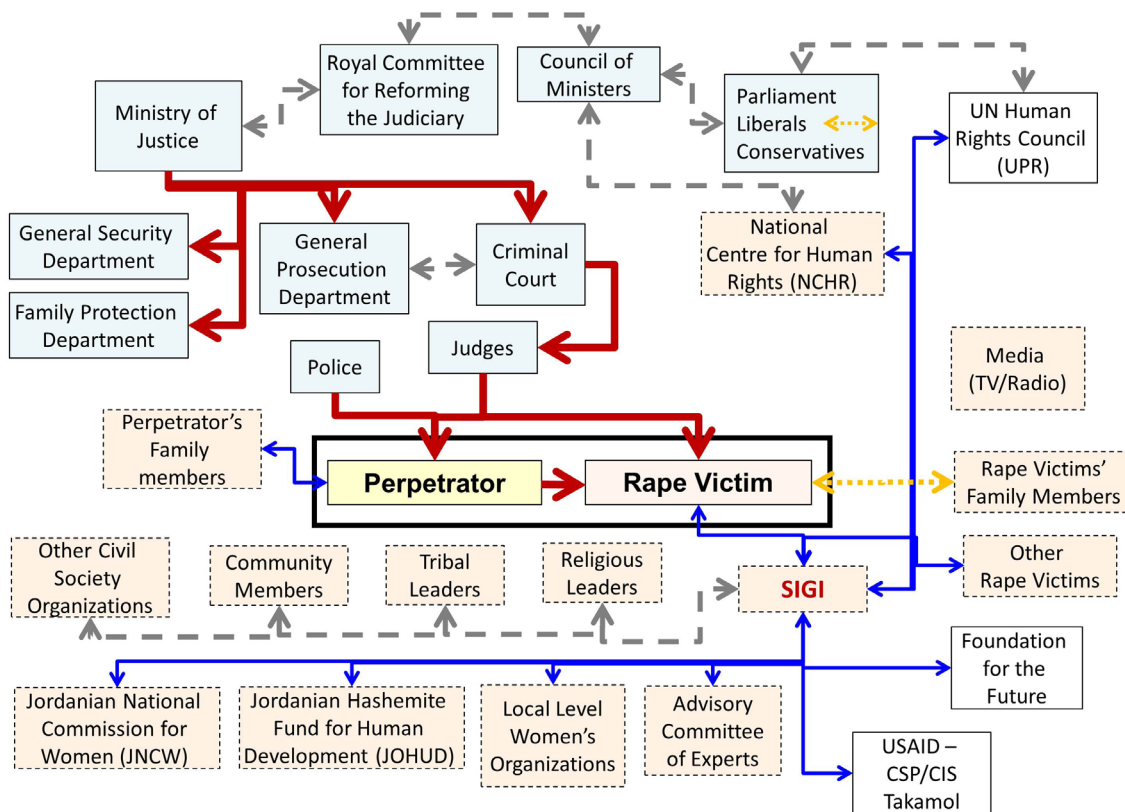 Ministry of
Justice
Royal Committee
for Reforming
the Judiciary
Council of
Ministers
Parliament
Liberals
Conservatives
UN Human
Rights Council
(UPR)
General Security
Department
Family Protection
Department
General
Prosecution
Department
Criminal
Court
National
Centre for Human
Rights (NCHR)
Police
Judges
Media
(TV/Radio)
Perpetrator’s
Family
members
Perpetrator
Rape Victim
Rape Victims’
Family Members
Other Civil
Society
Organizations
Community
Members
Tribal
Leaders
Religious
Leaders
SIGI
Other
Rape Victims
Foundation
for the
Future
Jordanian National
Commission for
Women (JNCW)
Jordanian Hashemite
Fund for Human
Development (JOHUD)
Local Level
Women’s
Organizations
Advisory
Committee
of Experts
USAID –
CSP/CIS
Takamol